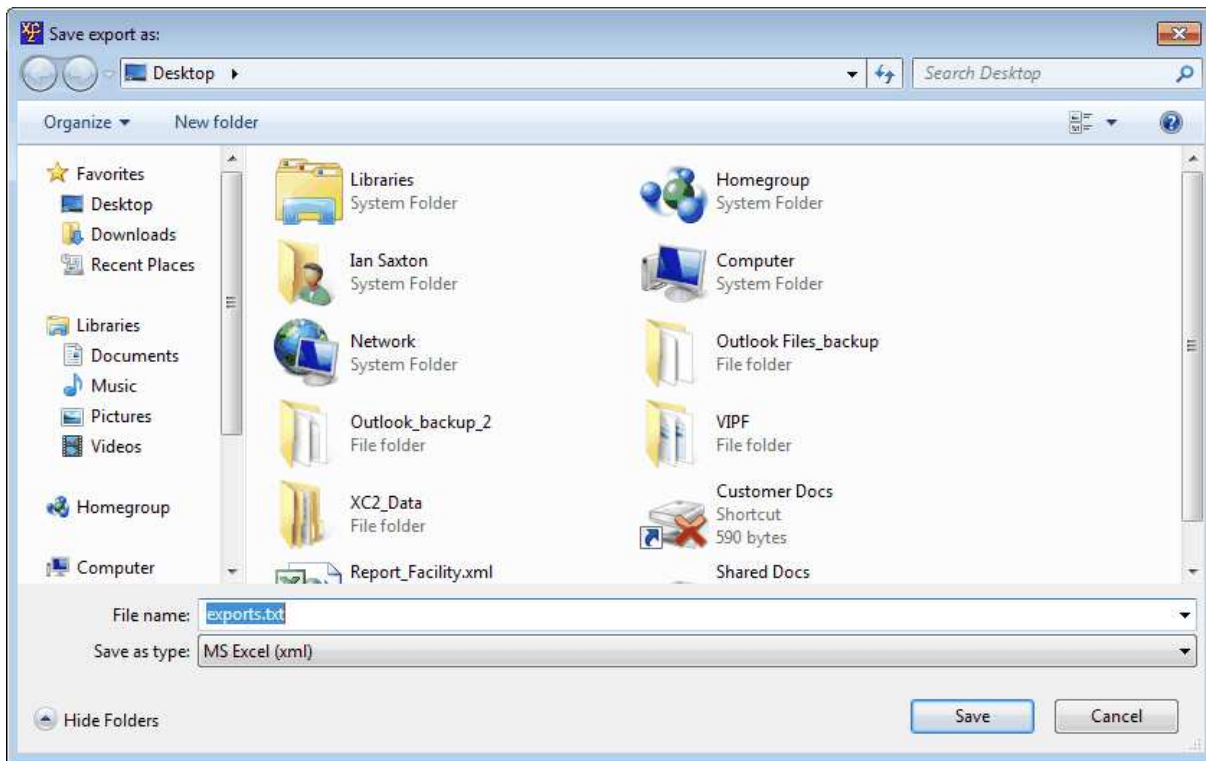 XC2 Save export as:
Desktop
Search Desktop
Organize
New folder
Favorites
Desktop
Downloads
Recent Places
Libraries
Documents
Music
Pictures
Videos
Homegroup
Computer
Libraries
System Folder
Homegroup
System Folder
Ian Saxton
System Folder
Computer
System Folder
Network
System Folder
Outlook Files_backup
File folder
Outlook_backup_2
File folder
VIPF
File folder
XC2_Data
File folder
Customer Docs
Shortcut
590 bytes
Report_Facility.xml
Shared Docs
File name: exports.txt
Save as type: MS Excel (xml)
Hide Folders
Save
Cancel